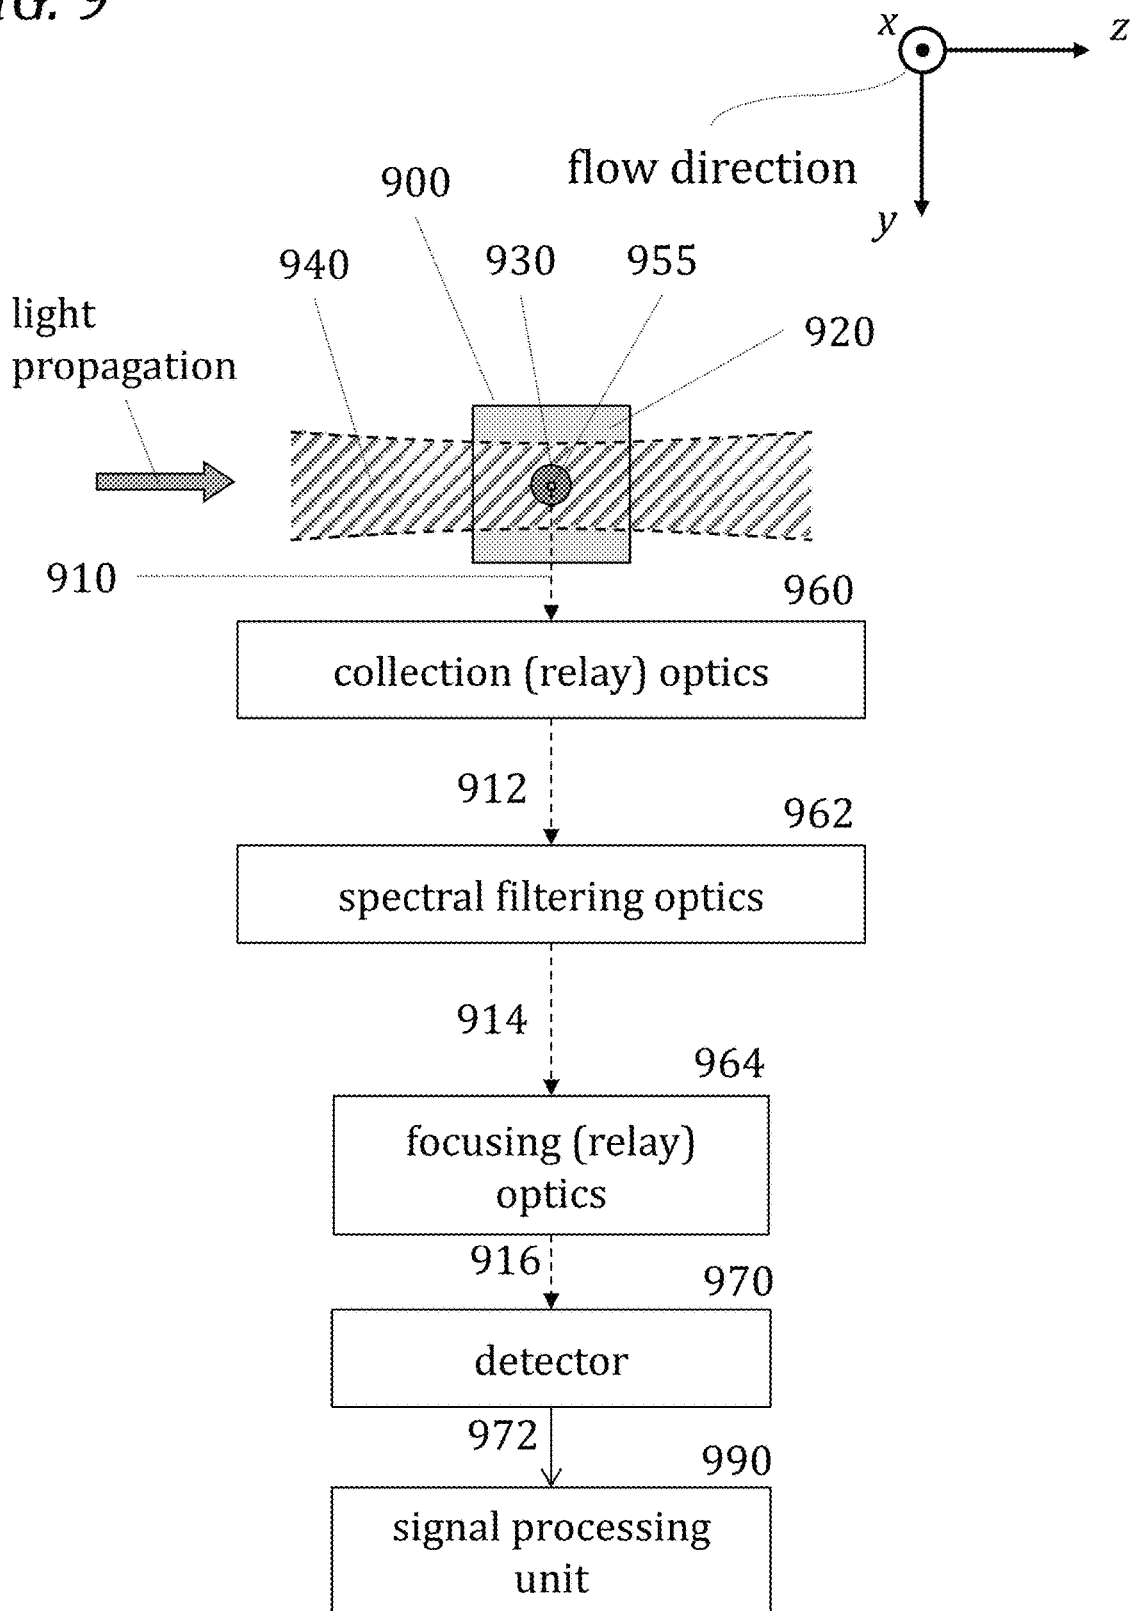 9
x
z
flow direction
y
900
940
930
955
920
light
propagation
910
960
collection (relay) optics
912
962
spectral filtering optics
914
964
focusing (relay)
optics
916
970
detector
972
990
signal processing
unit